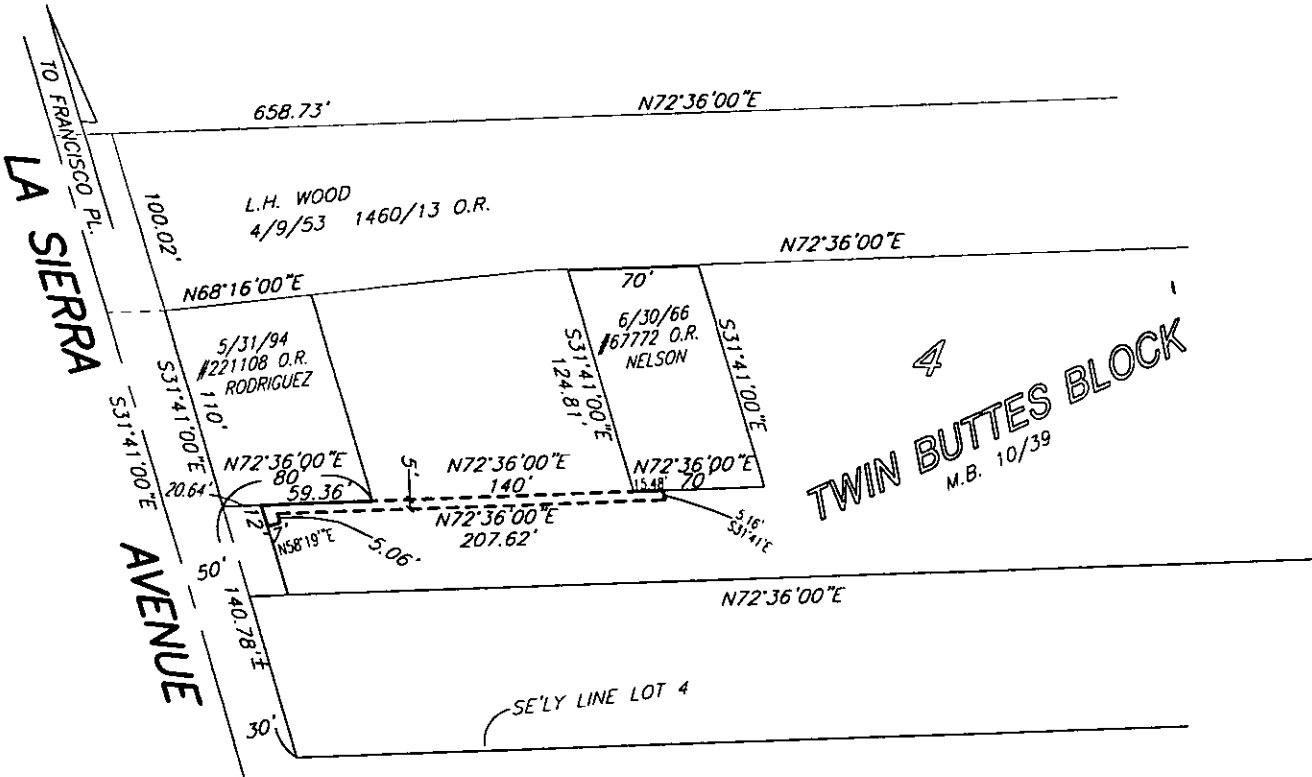 658.73'
N72°36'00"E
TO FRANCISCO PL.
LA SIERRA
AVENUE
100.02'
L.H. WOOD
4/9/53 1460/13 O.R.
N72°36'00"E
N68°16'00"E
70'
5/31/94
#221108 O.R.
RODRIGUEZ
6/30/66
#67772 O.R.
NELSON
S31°41'00"E
110'
S31°41'00"E
S31°41'00"E
124.81'
S31°41'00"E
4
TWIN BUTTES BLOCK
M.B. 10/39
N72°36'00"E
80'
59.36'
20.64'
5'
N72°36'00"E
140'
N72°36'00"E
15.48'
70'
12'
7'
N58°19'"E
5.06'
N72°36'00"E
207.62'
5.16'
S31°41'E
50'
140.78'±
N72°36'00"E
SE'LY LINE LOT 4
30'